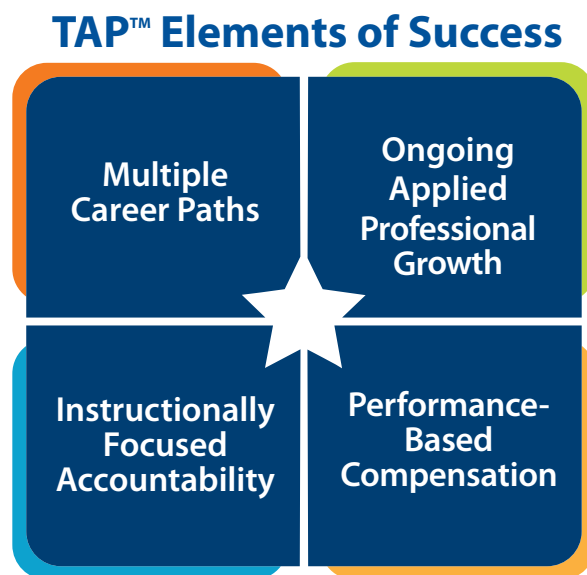 TAP™ Elements of Success
Multiple
Career Paths
Ongoing
Applied
Professional
Growth
Instructionally
Focused
Accountability
Performance-
Based
Compensation